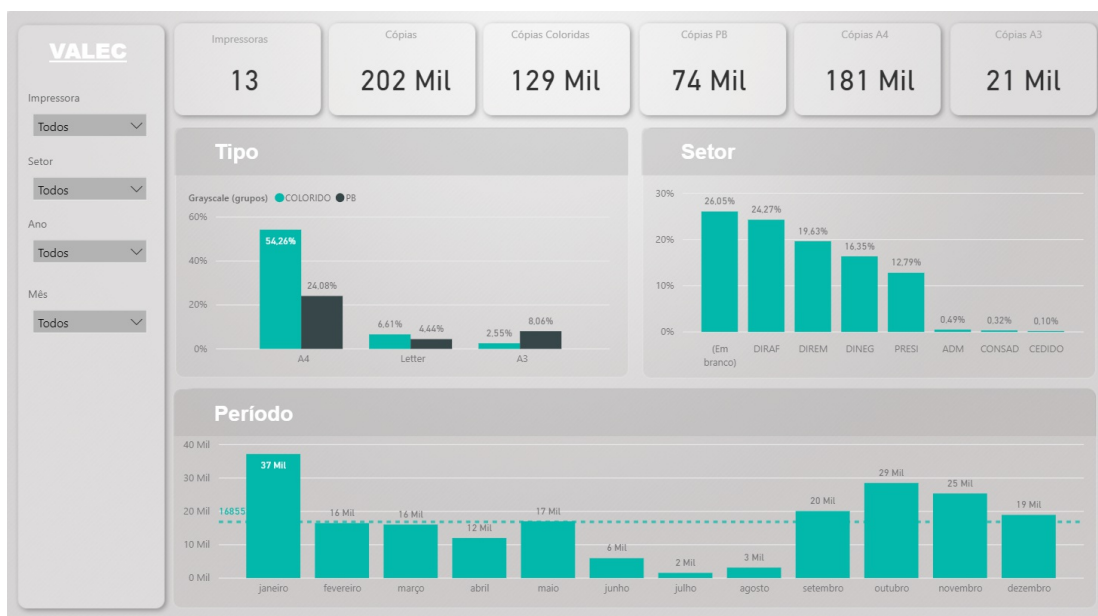 VALEC
Impressora
Todos
Setor
Todos
Ano
Todos
Mês
Todos
Impressoras
13
Cópias
202 Mil
Cópias Coloridas
129 Mil
Cópias PB
74 Mil
Cópias A4
181 Mil
Cópias A3
21 Mil
Tipo
Grayscale (grupos) COLORIDO PB
60%
40%
20%
0%
54,26%
24,08%
6,61%
4,44%
2,55%
8,06%
A4 Letter A3
Setor
30%
20%
10%
0%
26,05%
24,27%
19,63%
16,35%
12,79%
0,49%
0,32%
0,10%
(Em
branco)
DIRAF
DIREM
DINEG
PRESI
ADM
CONSAD
CEDIDO
Período
40 Mil
30 Mil
20 Mil
10 Mil
0 Mil
16855
37 Mil
16 Mil
16 Mil
12 Mil
17 Mil
6 Mil
2 Mil
3 Mil
20 Mil
29 Mil
25 Mil
19 Mil
janeiro fevereiro março abril maio junho julho agosto setembro outubro novembro dezembro